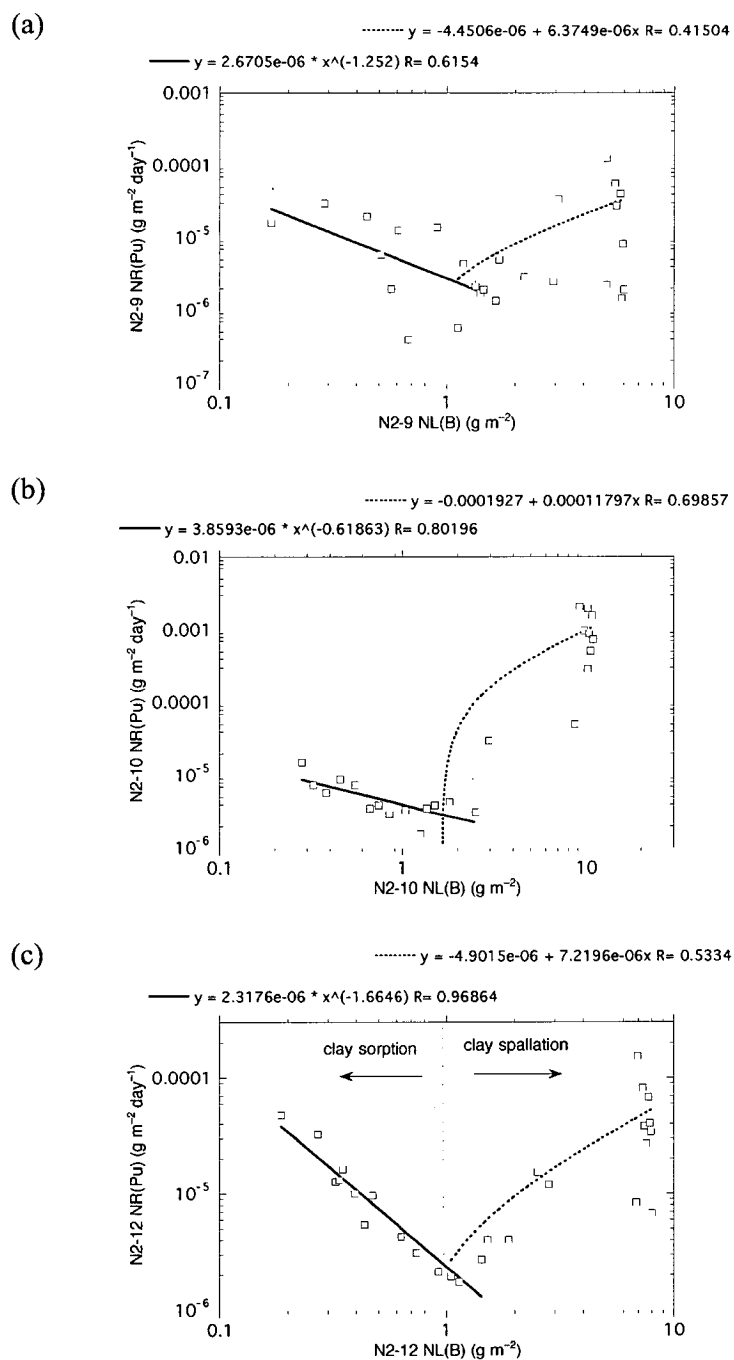 (a)
y = -4.4506e-06 + 6.3749e-06x R= 0.41504
y = 2.6705e-06 * x^(-1.252) R= 0.6154
0.001
0.0001
10⁻⁵
10⁻⁶
10⁻⁷
N2-9 NR(Pu) (g m⁻² day⁻¹)
0.1 1 10
N2-9 NL(B) (g m⁻²)
(b)
y = -0.0001927 + 0.00011797x R= 0.69857
y = 3.8593e-06 * x^(-0.61863) R= 0.80196
0.01
0.001
0.0001
10⁻⁵
10⁻⁶
N2-10 NR(Pu) (g m⁻² day⁻¹)
0.1 1 10
N2-10 NL(B) (g m⁻²)
(c)
y = -4.9015e-06 + 7.2196e-06x R= 0.5334
y = 2.3176e-06 * x^(-1.6646) R= 0.96864
clay sorption clay spallation
0.0001
10⁻⁵
10⁻⁶
N2-12 NR(Pu) (g m⁻² day⁻¹)
0.1 1 10
N2-12 NL(B) (g m⁻²)